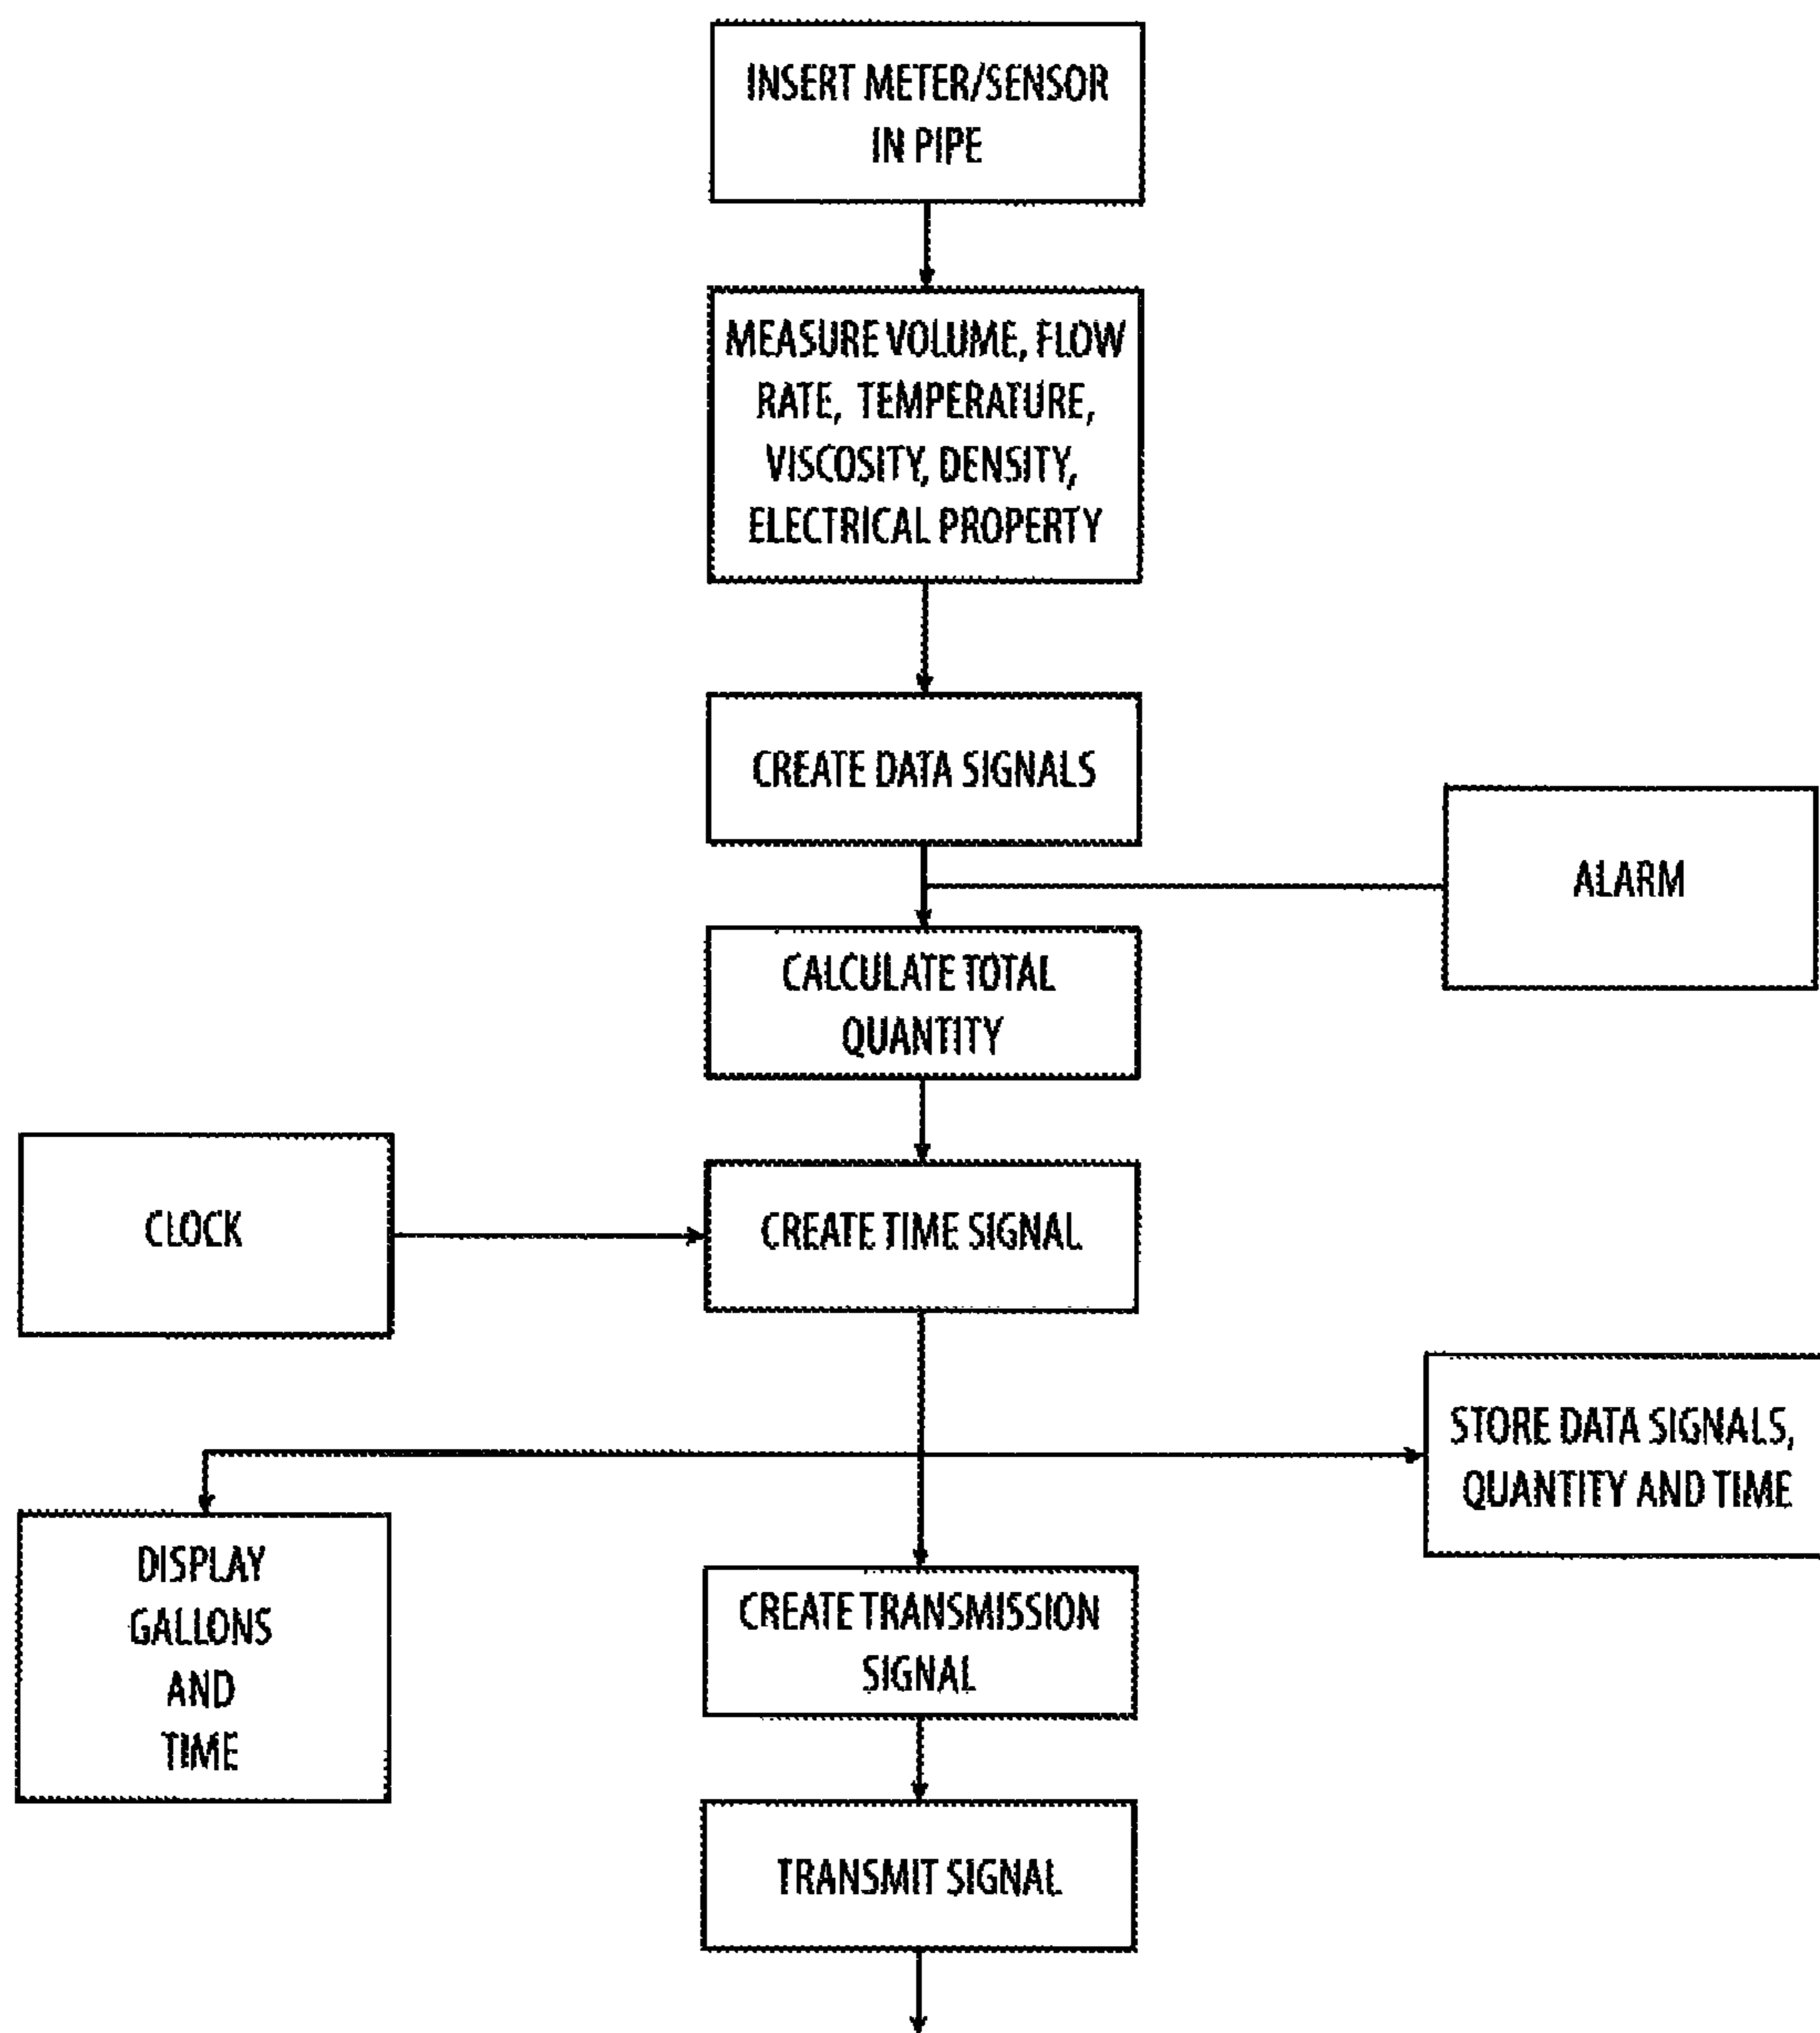 INSERT METER/SENSOR
IN PIPE
MEASURE VOLUME, FLOW
RATE, TEMPERATURE,
VISCOSITY, DENSITY,
ELECTRICAL PROPERTY
CREATE DATA SIGNALS
ALARM
CALCULATE TOTAL
QUANTITY
CLOCK
CREATE TIME SIGNAL
STORE DATA SIGNALS,
QUANTITY AND TIME
DISPLAY
GALLONS
AND
TIME
CREATE TRANSMISSION
SIGNAL
TRANSMIT SIGNAL